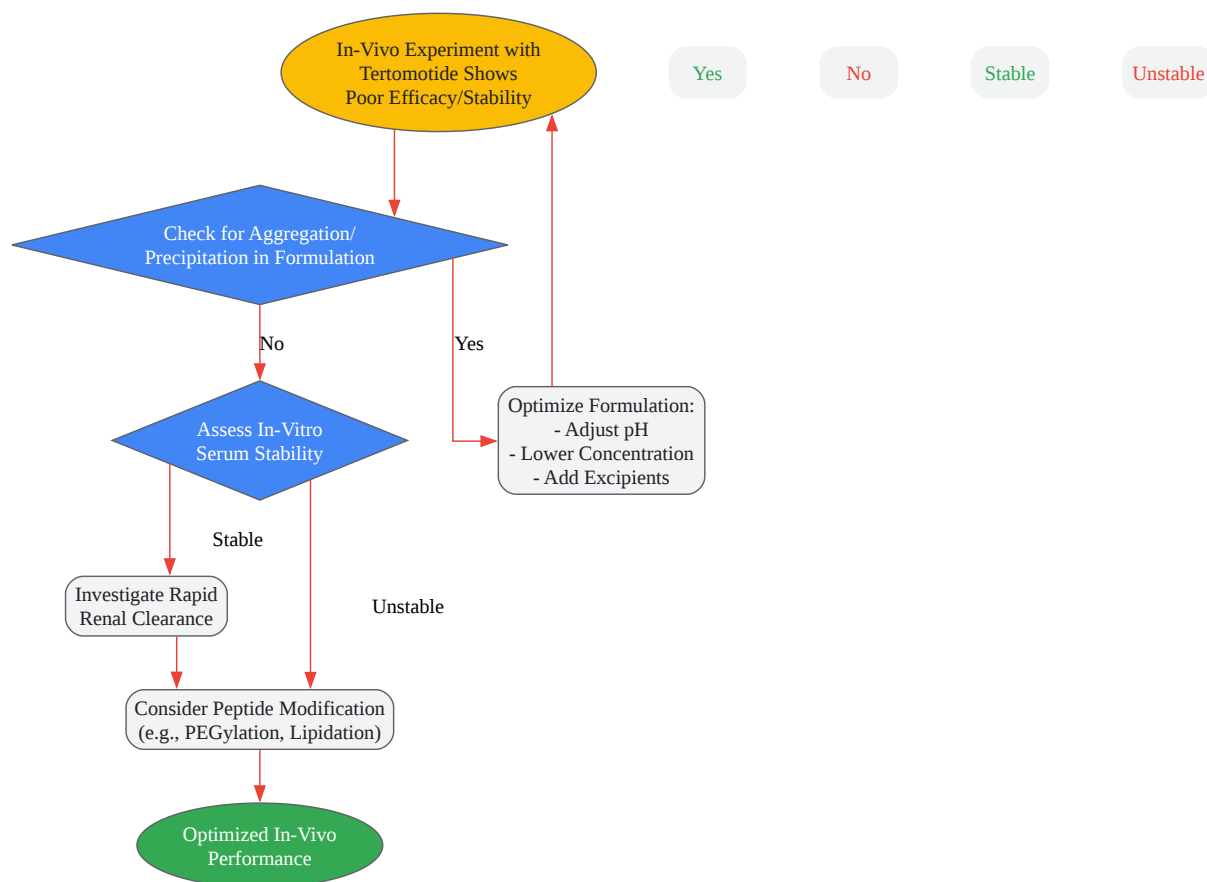 In-Vivo Experiment with
Tertomotide Shows
Poor Efficacy/Stability
Yes
No
Stable
Unstable
Check for Aggregation/
Precipitation in Formulation
No
Yes
Optimize Formulation:
- Adjust pH
- Lower Concentration
- Add Excipients
Assess In-Vitro
Serum Stability
Stable
Unstable
Investigate Rapid
Renal Clearance
Consider Peptide Modification
(e.g., PEGylation, Lipidation)
Optimized In-Vivo
Performance